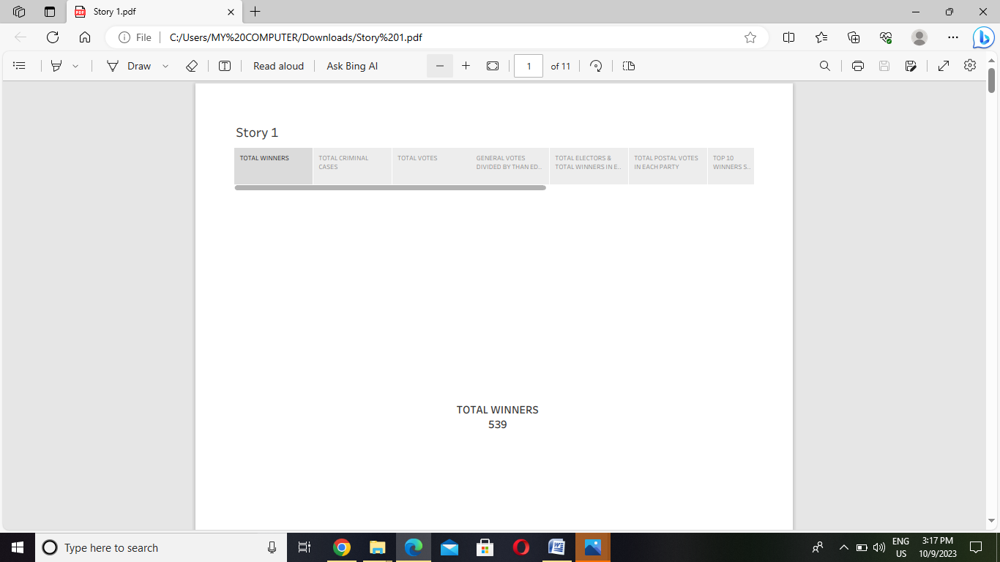 Story 1.pdf
File
C:/Users/MY%20COMPUTER/Downloads/Story%201.pdf
Draw
Read aloud
Ask Bing AI
1 of 11
Story 1
TOTAL WINNERS
TOTAL CRIMINAL
CASES
TOTAL VOTES
GENERAL VOTES
DIVIDED BY THAN ED..
TOTAL ELECTORS &
TOTAL WINNERS IN E..
TOTAL POSTAL VOTES
IN EACH PARTY
TOP 10
WINNERS S..
TOTAL WINNERS
539
Type here to search
ENG
US
3:17 PM
10/9/2023